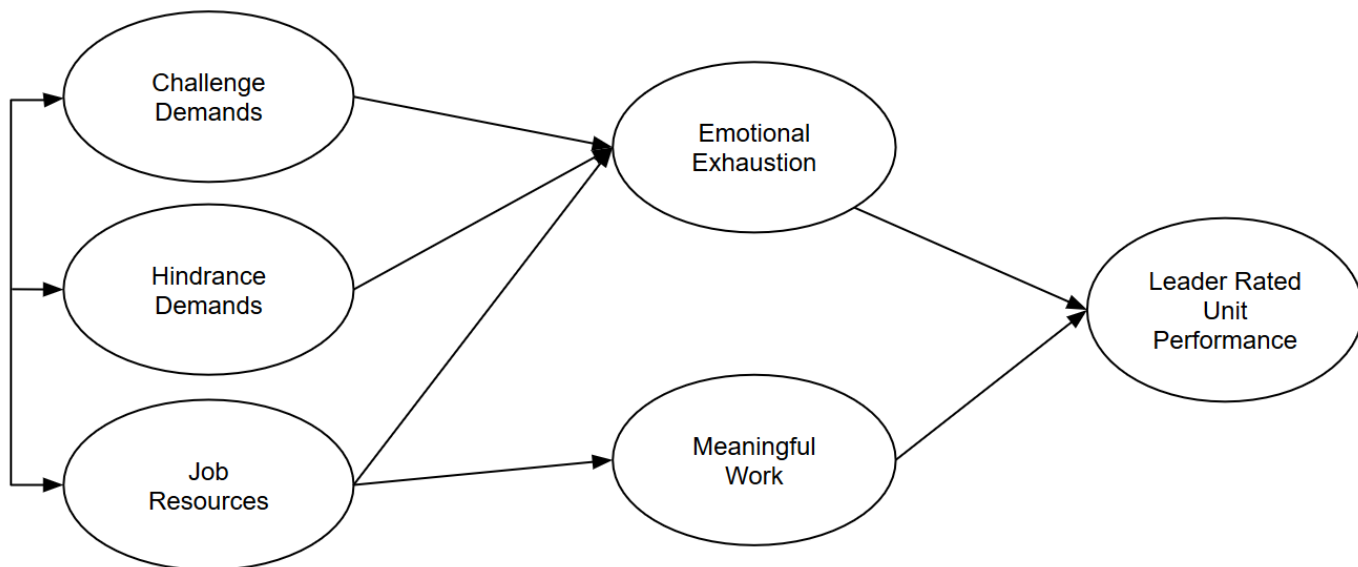 Challenge
Demands
Emotional
Exhaustion
Hindrance
Demands
Leader Rated
Unit
Performance
Job
Resources
Meaningful
Work